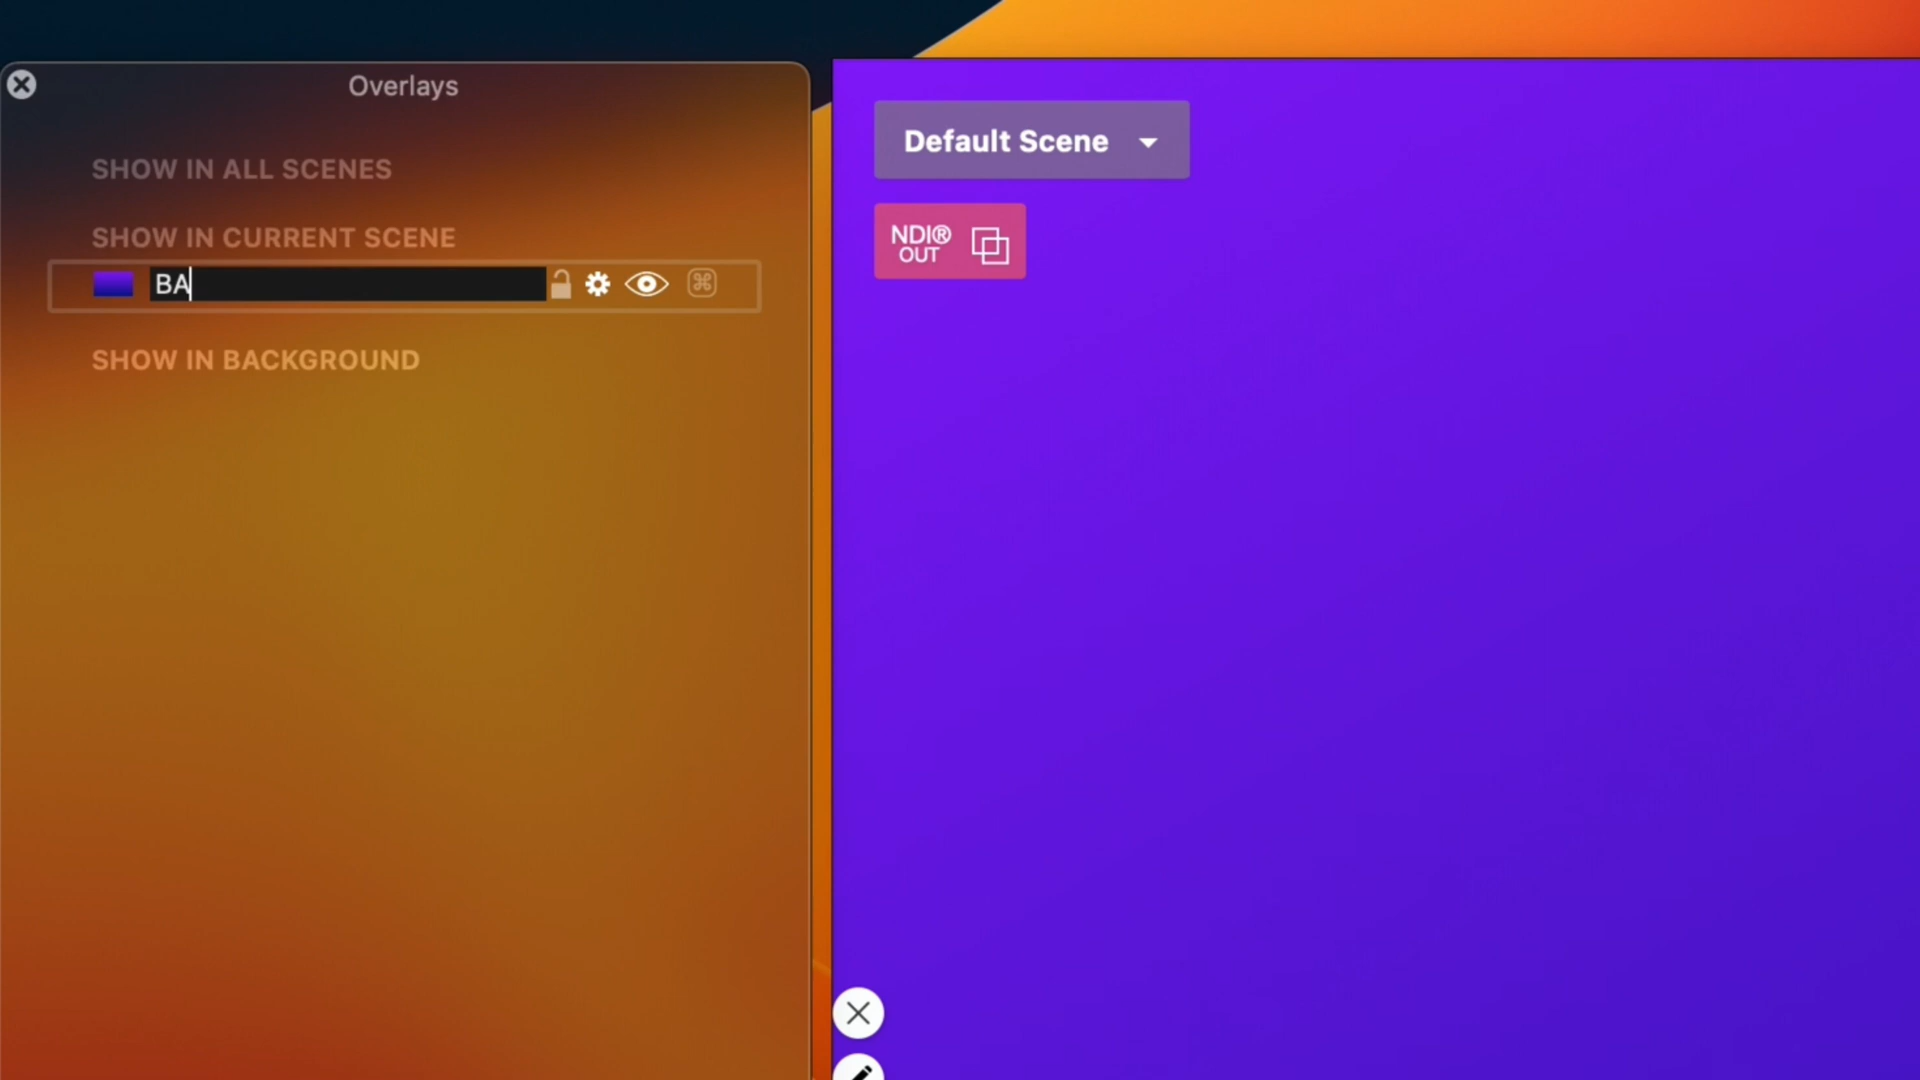 Overlays
SHOW IN ALL SCENES
SHOW IN CURRENT SCENE
BA
SHOW IN BACKGROUND
Default Scene
NDI®
OUT